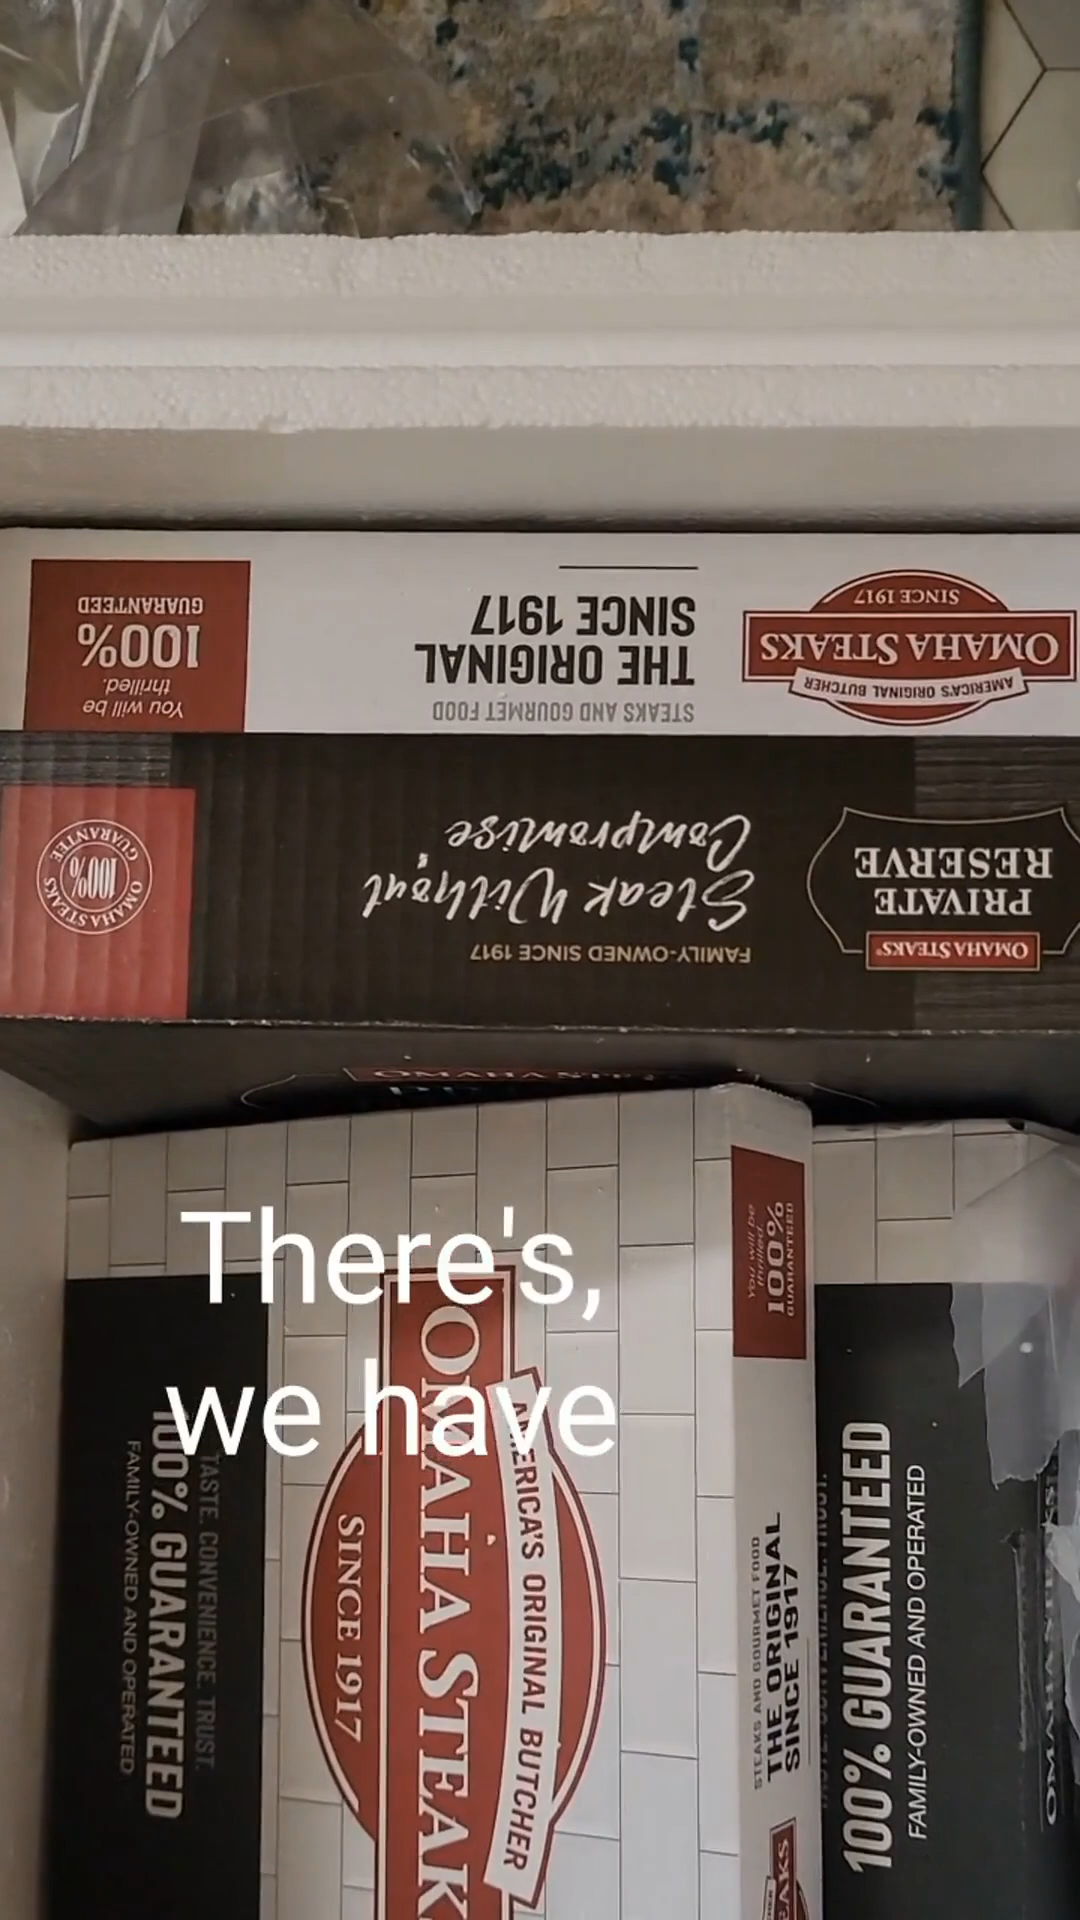 You will be
thrilled.
100%
GUARANTEED
STEAKS AND GOURMET FOOD
THE ORIGINAL
SINCE 1917
AMERICA'S ORIGINAL BUTCHER
OMAHA STEAKS
SINCE 1917
OMAHA STEAKS
100%
GUARANTEE
FAMILY-OWNED SINCE 1917
Steak Without
Compromise
OMAHA STEAKS®
PRIVATE
RESERVE
There's,
we have
TASTE. CONVENIENCE. TRUST.
100% GUARANTEED
FAMILY-OWNED AND OPERATED
AMERICA'S ORIGINAL BUTCHER
OMAHA STEAK
SINCE 1917
You will be
thrilled.
100%
GUARANTEED
STEAKS AND GOURMET FOOD
THE ORIGINAL
SINCE 1917
100% GUARANTEED
FAMILY-OWNED AND OPERATED